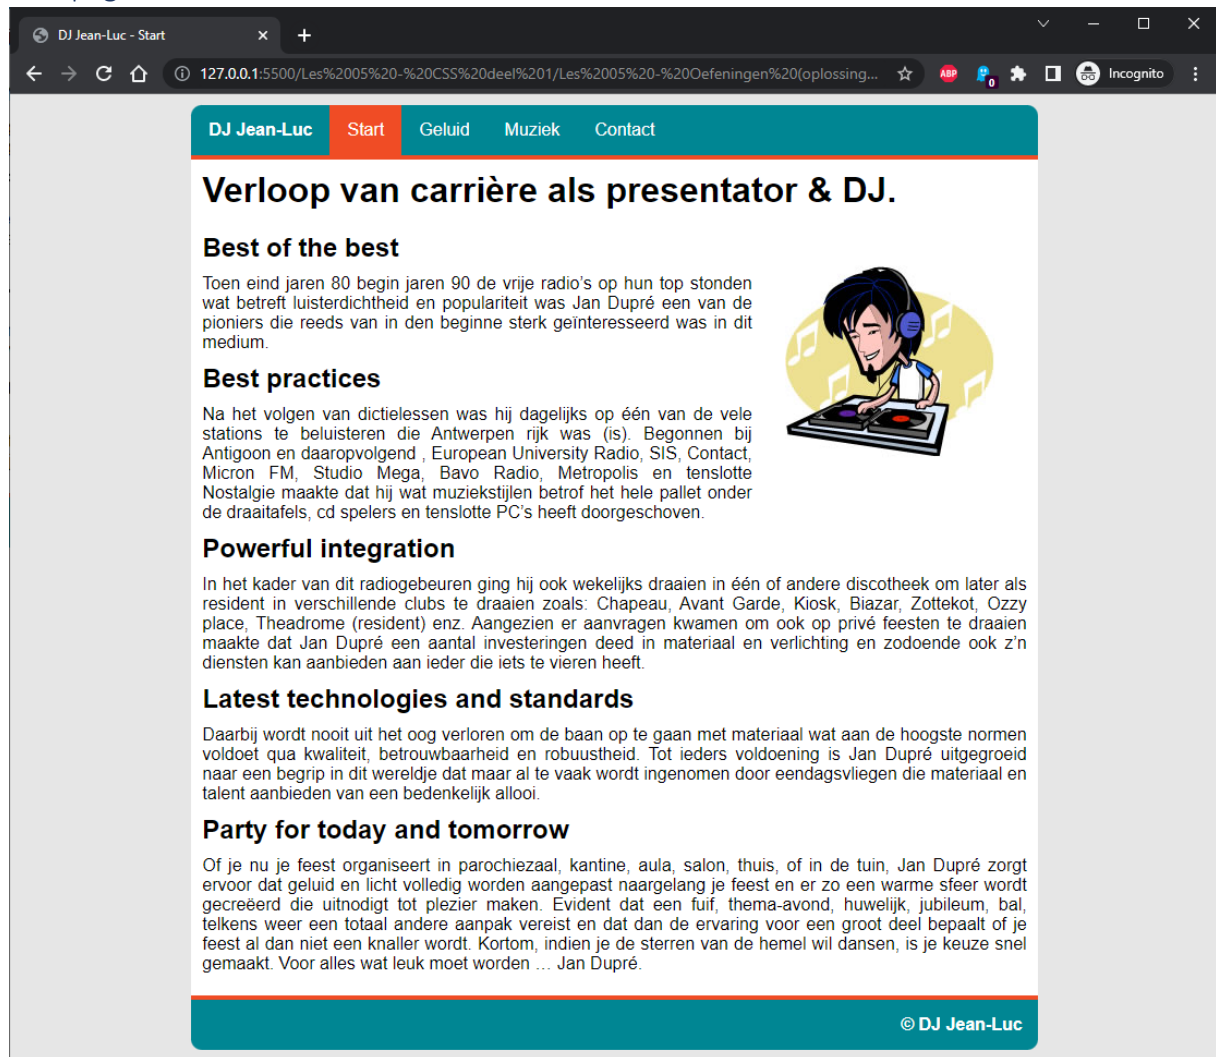 DJ Jean-Luc - Start
127.0.0.1:5500/Les%2005%20-%20CSS%20deel%201/Les%2005%20-%20Oefeningen%20(oplossing...
ABP
0
Incognito
DJ Jean-Luc Start Geluid Muziek Contact
Verloop van carrière als presentator & DJ.
Best of the best
Toen eind jaren 80 begin jaren 90 de vrije radio’s op hun top stonden
wat betreft luisterdichtheid en populariteit was Jan Dupré een van de
pioniers die reeds van in den beginne sterk geïnteresseerd was in dit
medium.
Best practices
Na het volgen van dictielessen was hij dagelijks op één van de vele
stations te beluisteren die Antwerpen rijk was (is). Begonnen bij
Antigoon en daaropvolgend , European University Radio, SIS, Contact,
Micron FM, Studio Mega, Bavo Radio, Metropolis en tenslotte
Nostalgie maakte dat hij wat muziekstijlen betrof het hele pallet onder
de draaitafels, cd spelers en tenslotte PC’s heeft doorgeschoven.
Powerful integration
In het kader van dit radiogebeuren ging hij ook wekelijks draaien in één of andere discotheek om later als
resident in verschillende clubs te draaien zoals: Chapeau, Avant Garde, Kiosk, Biazar, Zottekot, Ozzy
place, Theadrome (resident) enz. Aangezien er aanvragen kwamen om ook op privé feesten te draaien
maakte dat Jan Dupré een aantal investeringen deed in materiaal en verlichting en zodoende ook z’n
diensten kan aanbieden aan ieder die iets te vieren heeft.
Latest technologies and standards
Daarbij wordt nooit uit het oog verloren om de baan op te gaan met materiaal wat aan de hoogste normen
voldoet qua kwaliteit, betrouwbaarheid en robuustheid. Tot ieders voldoening is Jan Dupré uitgegroeid
naar een begrip in dit wereldje dat maar al te vaak wordt ingenomen door eendagsvliegen die materiaal en
talent aanbieden van een bedenkelijk allooi.
Party for today and tomorrow
Of je nu je feest organiseert in parochiezaal, kantine, aula, salon, thuis, of in de tuin, Jan Dupré zorgt
ervoor dat geluid en licht volledig worden aangepast naargelang je feest en er zo een warme sfeer wordt
gecreëerd die uitnodigt tot plezier maken. Evident dat een fuif, thema-avond, huwelijk, jubileum, bal,
telkens weer een totaal andere aanpak vereist en dat dan de ervaring voor een groot deel bepaalt of je
feest al dan niet een knaller wordt. Kortom, indien je de sterren van de hemel wil dansen, is je keuze snel
gemaakt. Voor alles wat leuk moet worden … Jan Dupré.
© DJ Jean-Luc